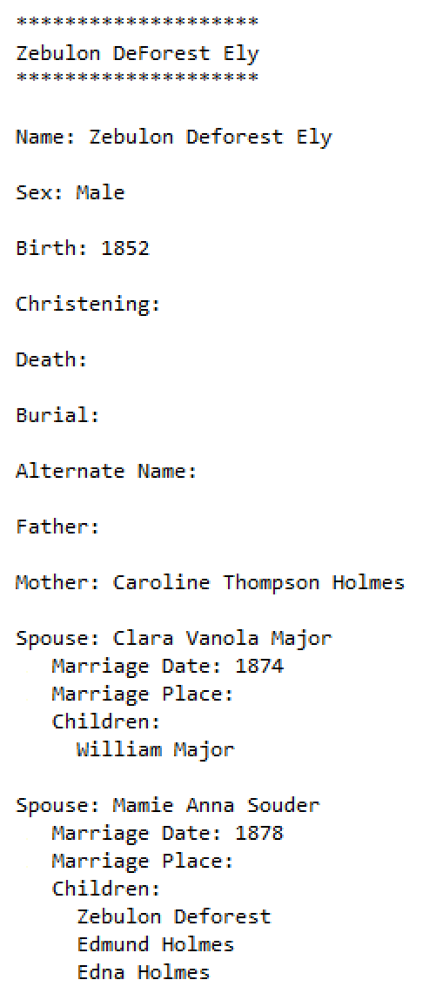 ********************
Zebulon DeForest Ely
********************
Name: Zebulon Deforest Ely
Sex: Male
Birth: 1852
Christening:
Death:
Burial:
Alternate Name:
Father:
Mother: Caroline Thompson Holmes
Spouse: Clara Vanola Major
Marriage Date: 1874
Marriage Place:
Children:
William Major
Spouse: Mamie Anna Souder
Marriage Date: 1878
Marriage Place:
Children:
Zebulon Deforest
Edmund Holmes
Edna Holmes